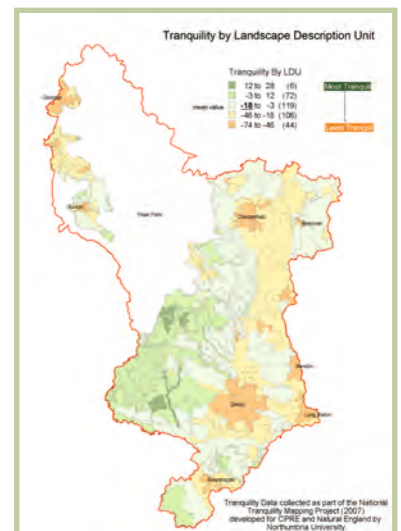 Tranquility by Landscape Description Unit
Tranquility By LDU
12 to 28 (6)
-3 to 12 (72)
mean value
-18 to -3 (119)
-46 to -18 (106)
-74 to -46 (44)
Most Tranquil
Least Tranquil
Glossop
Buxton
Peak Park
Chesterfield
Bolsover
Ilkeston
Derby
Long Eaton
Swadlincote
Tranquility Data collected as part of the National
Tranquility Mapping Project (2007)
developed for CPRE and Natural England by
Northumbria University.